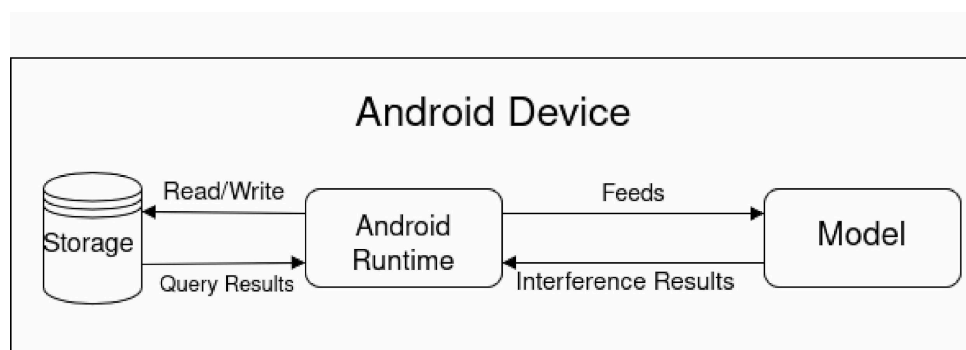 Android Device
Read/Write
Feeds
Storage
Android
Runtime
Model
Query Results
Interference Results